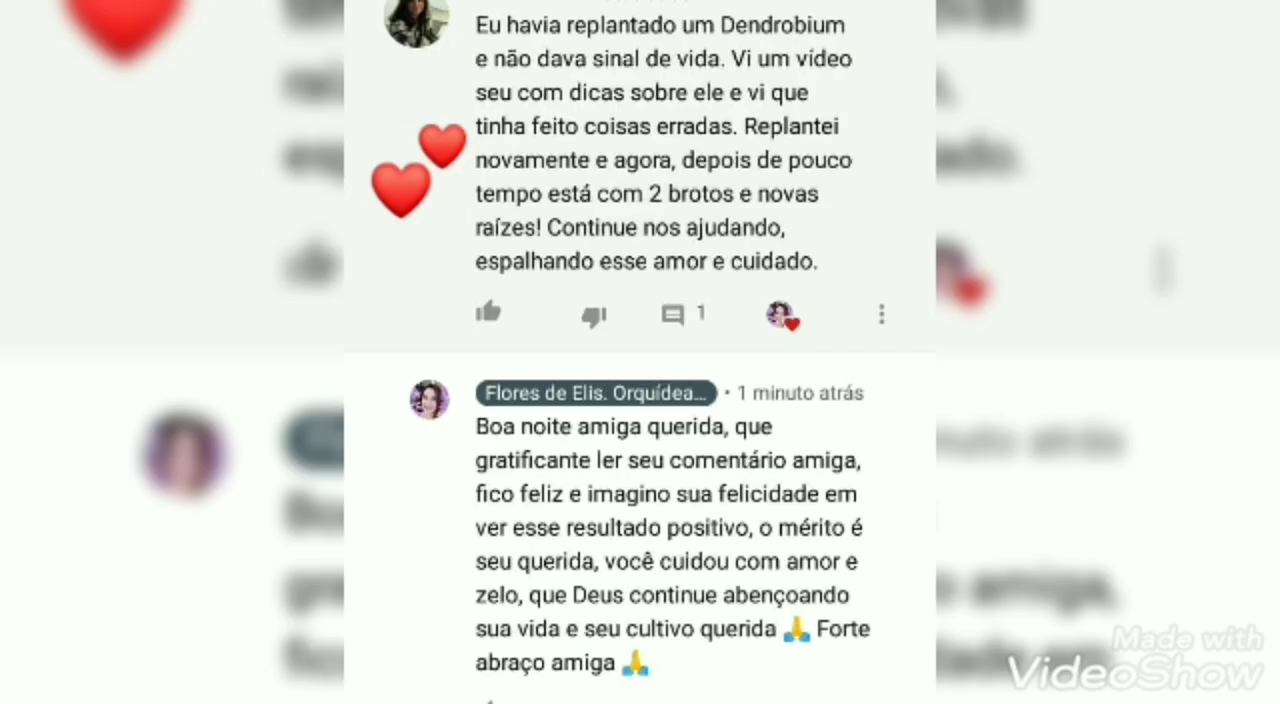 Eu havia replantado um Dendrobium
e não dava sinal de vida. Vi um vídeo
seu com dicas sobre ele e vi que
tinha feito coisas erradas. Replantei
novamente e agora, depois de pouco
tempo está com 2 brotos e novas
raízes! Continue nos ajudando,
espalhando esse amor e cuidado.
1
Flores de Elis. Orquídea... • 1 minuto atrás
Boa noite amiga querida, que
gratificante ler seu comentário amiga,
fico feliz e imagino sua felicidade em
ver esse resultado positivo, o mérito é
seu querida, você cuidou com amor e
zelo, que Deus continue abençoando
sua vida e seu cultivo querida 🙏 Forte
abraço amiga 🙏
Made with
VideoShow